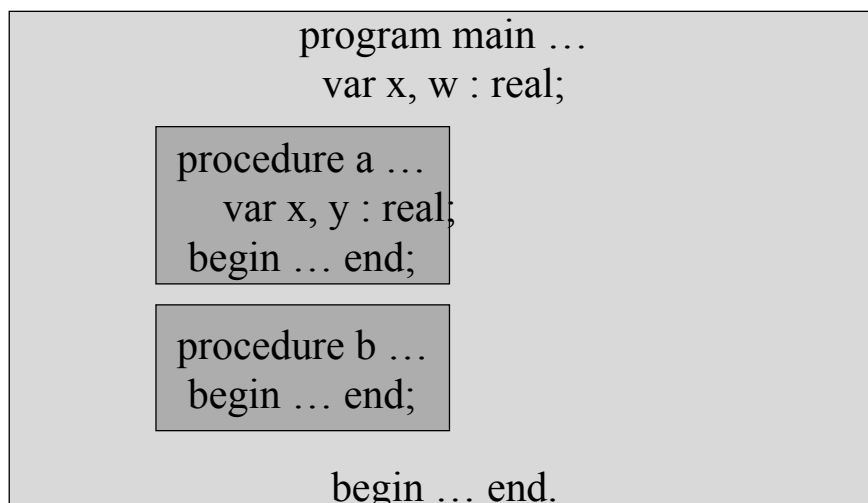 program main …
var x, w : real;
procedure a …
var x, y : real;
begin … end;
procedure b …
begin … end;
begin … end.